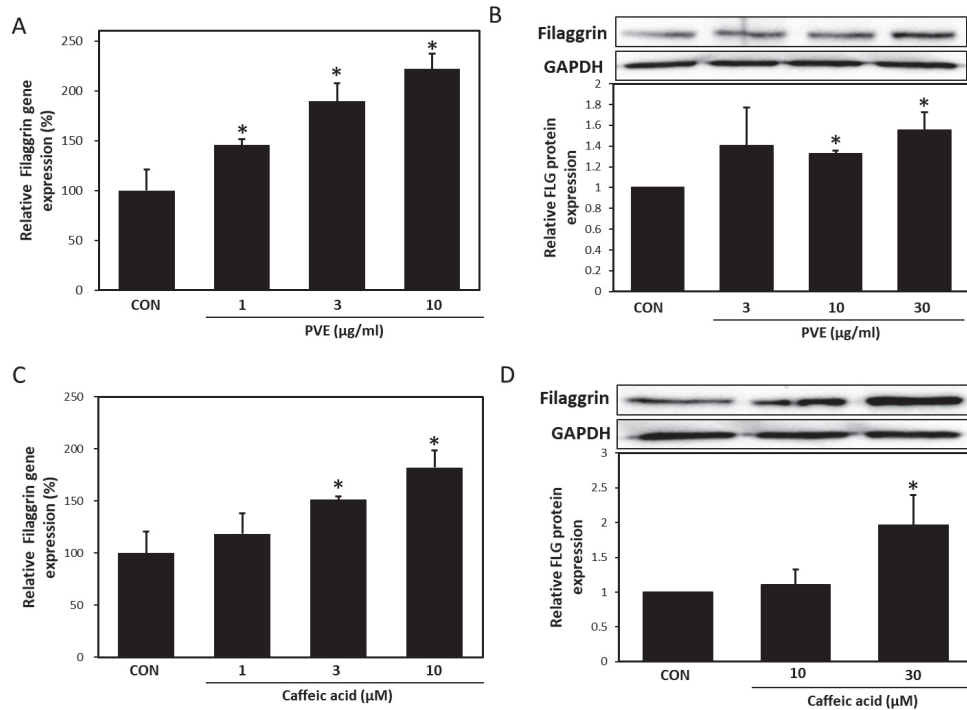 A
Relative Filaggrin gene
expression (%)
250
200
150
100
50
0
*
*
*
CON
1
3
10
PVE (μg/ml)
B
Filaggrin
GAPDH
Relative FLG protein
expression
2
1.8
1.6
1.4
1.2
1
0.8
0.6
0.4
0.2
0
*
*
CON
3
10
30
PVE (μg/ml)
C
Relative Filaggrin gene
expression (%)
250
200
150
100
50
0
*
*
CON
1
3
10
Caffeic acid (μM)
D
Filaggrin
GAPDH
Relative FLG protein
expression
3
2.5
2
1.5
1
0.5
0
*
CON
10
30
Caffeic acid (μM)